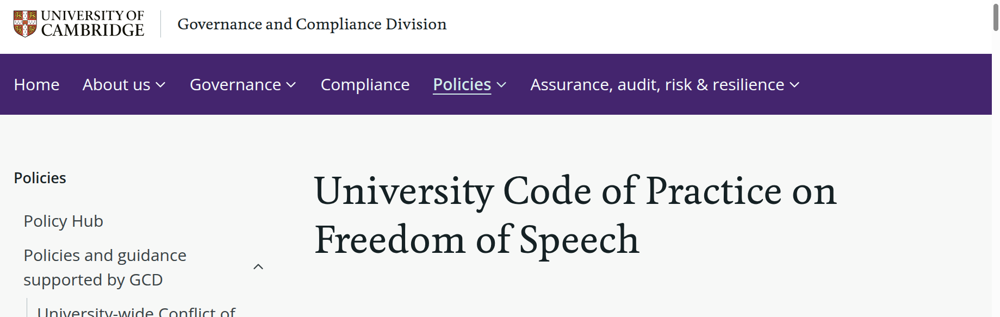 UNIVERSITY OF
CAMBRIDGE
Governance and Compliance Division
Home About us Governance Compliance Policies Assurance, audit, risk & resilience
Policies
Policy Hub
Policies and guidance
supported by GCD
University-wide Conflict of
University Code of Practice on
Freedom of Speech